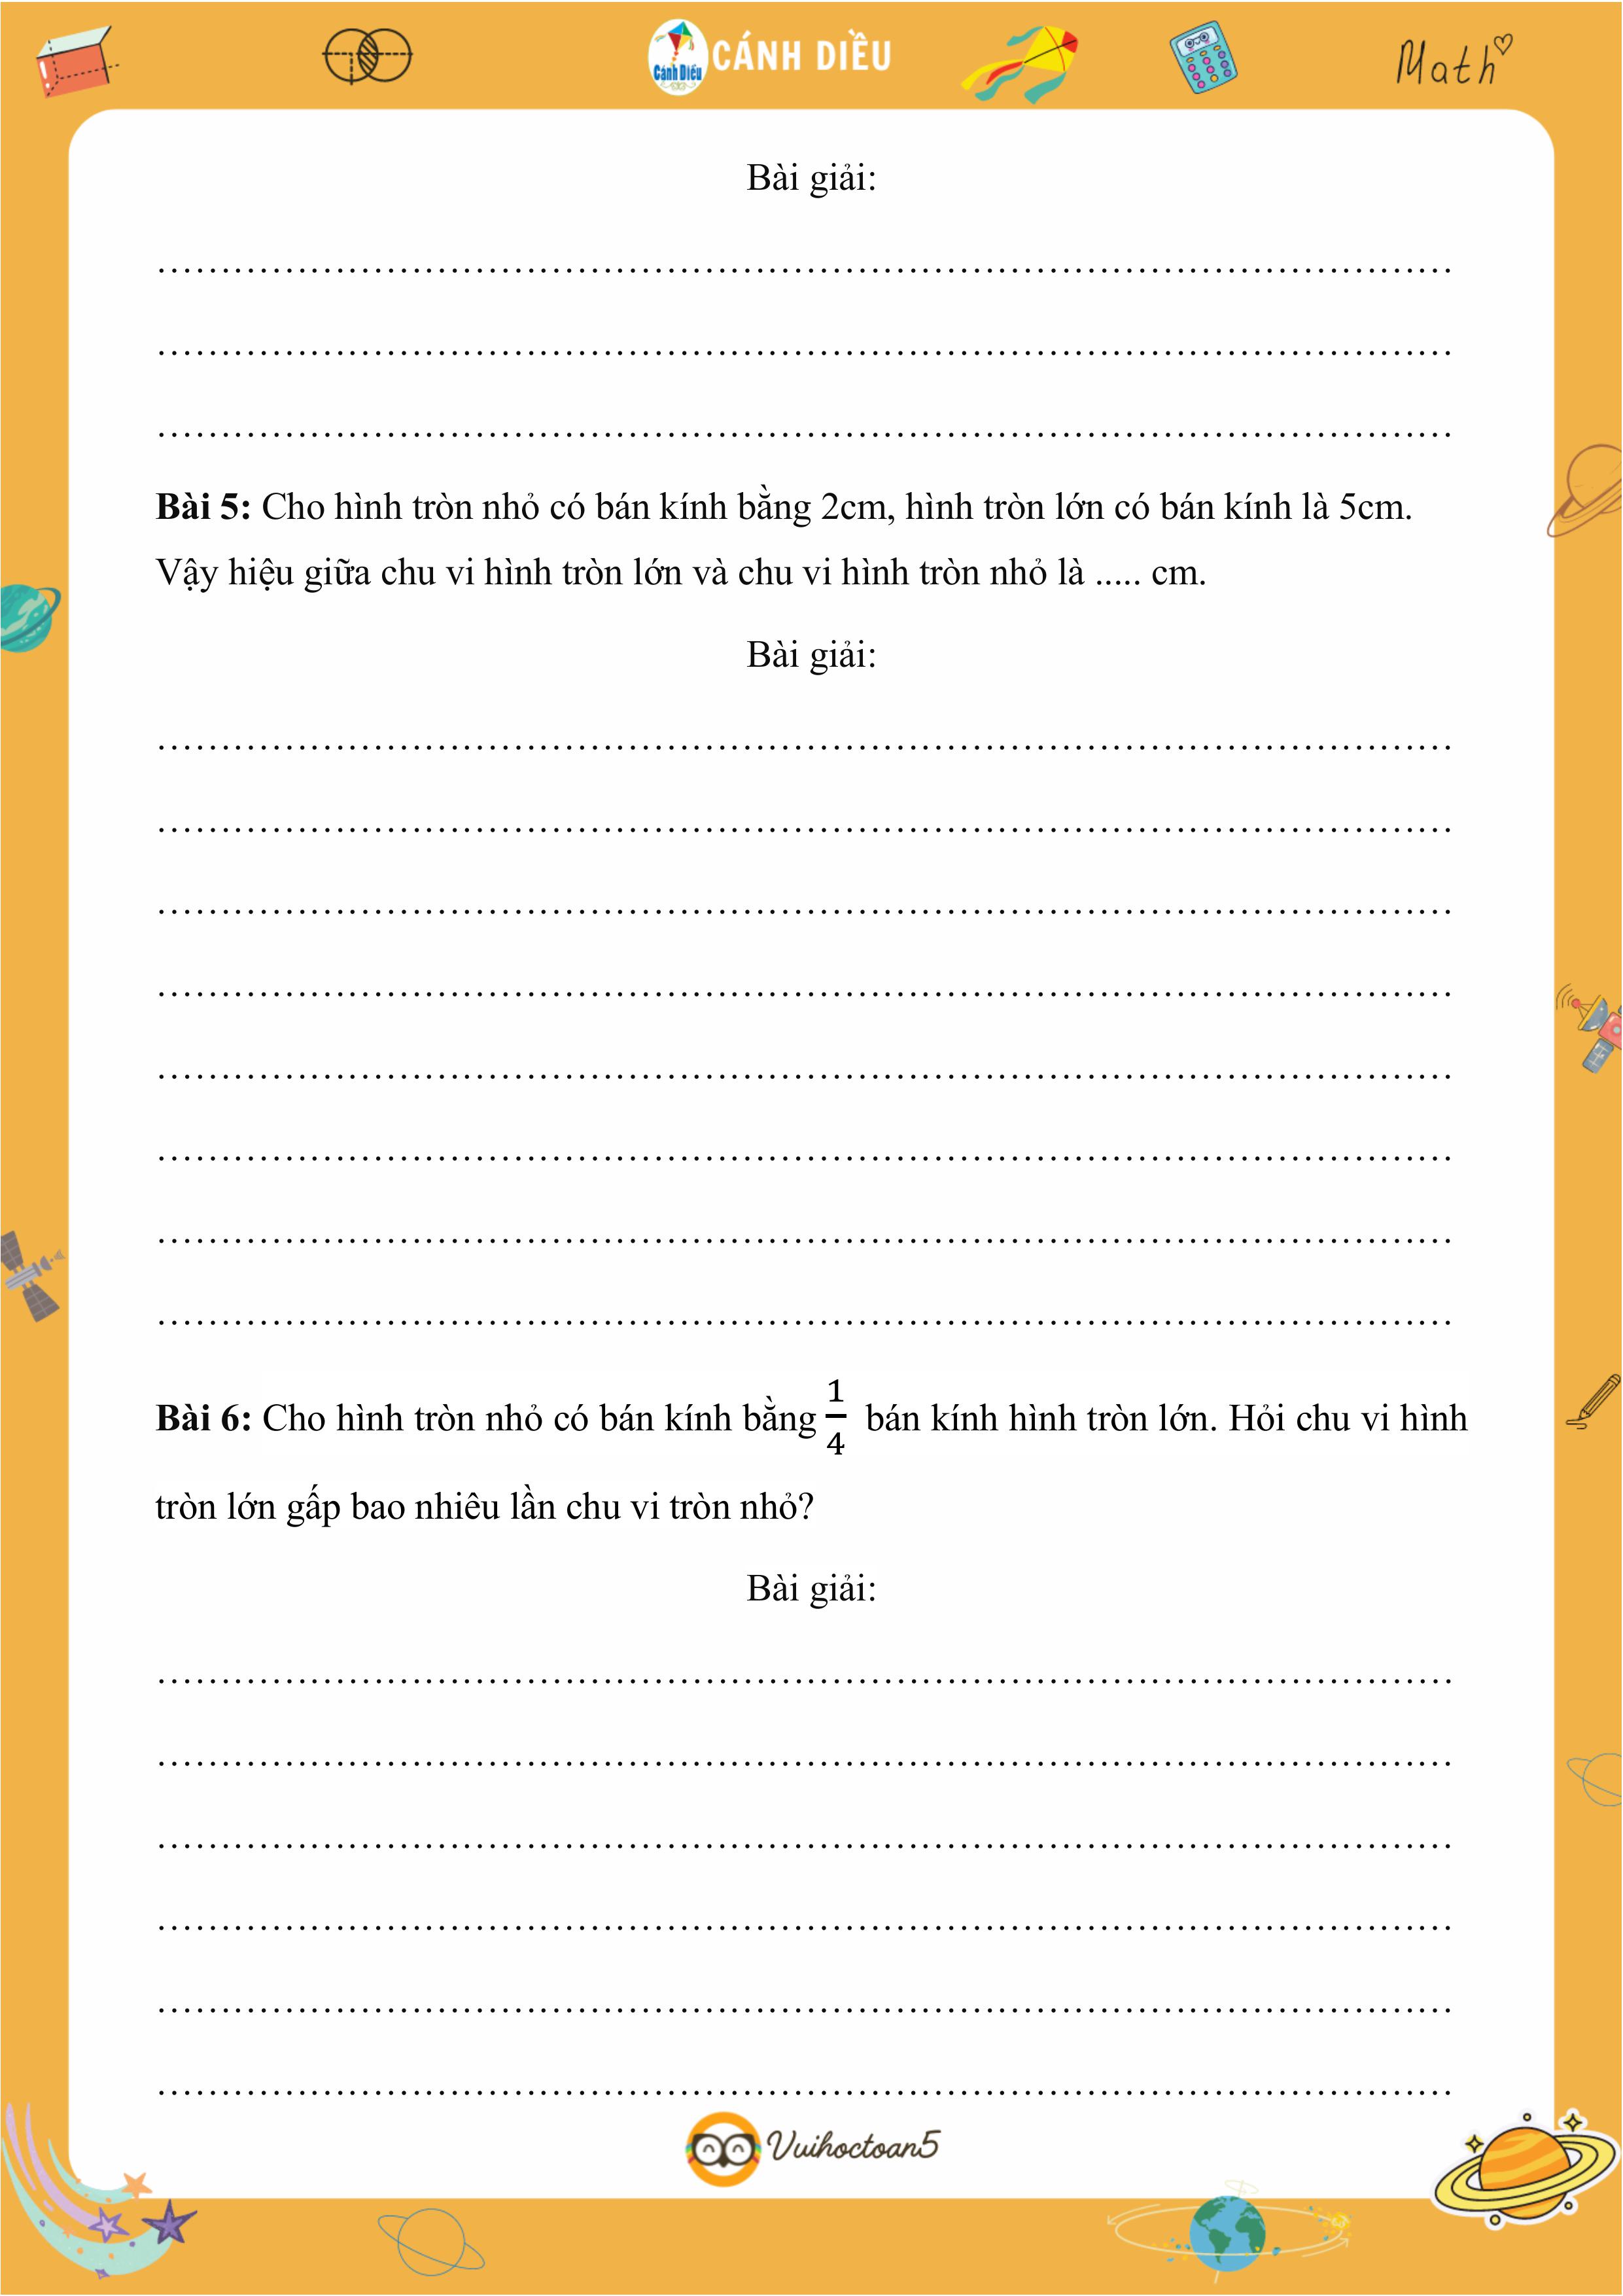 Cánh Diều CÁNH DIỀU
Math
Bài giải:
................................................................................
................................................................................
................................................................................
Bài 5: Cho hình tròn nhỏ có bán kính bằng 2cm, hình tròn lớn có bán kính là 5cm.
Vậy hiệu giữa chu vi hình tròn lớn và chu vi hình tròn nhỏ là ..... cm.
Bài giải:
................................................................................
................................................................................
................................................................................
................................................................................
................................................................................
................................................................................
................................................................................
................................................................................
Bài 6: Cho hình tròn nhỏ có bán kính bằng 1/4 bán kính hình tròn lớn. Hỏi chu vi hình
tròn lớn gấp bao nhiêu lần chu vi tròn nhỏ?
Bài giải:
................................................................................
................................................................................
................................................................................
................................................................................
................................................................................
................................................................................
Vuihoctoan5